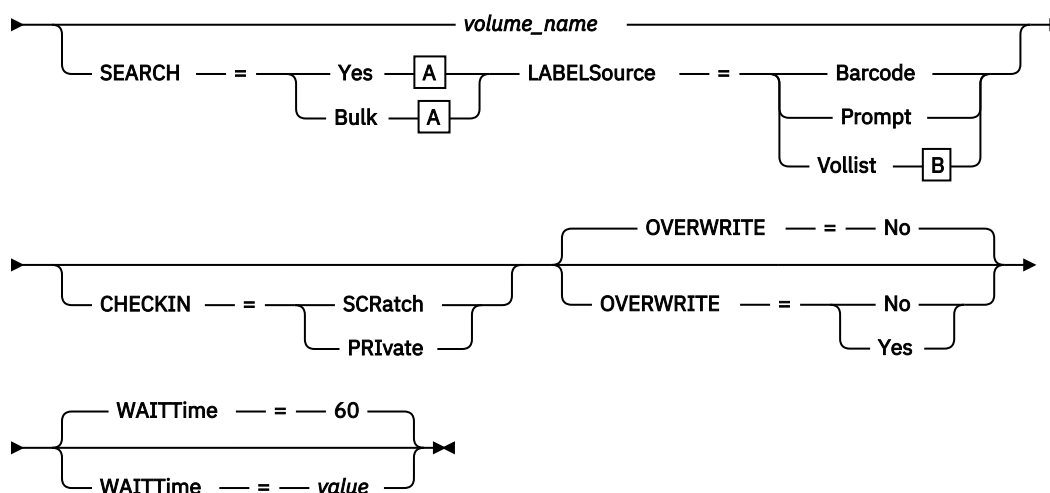 volume_name
SEARCH = Yes A LABELSource = Barcode
Bulk A Prompt
Vollist B
OVERWRITE = No
CHECKIN = SCRatch OVERWRITE = No
PRIvate Yes
WAITTime = 60
WAITTime = value